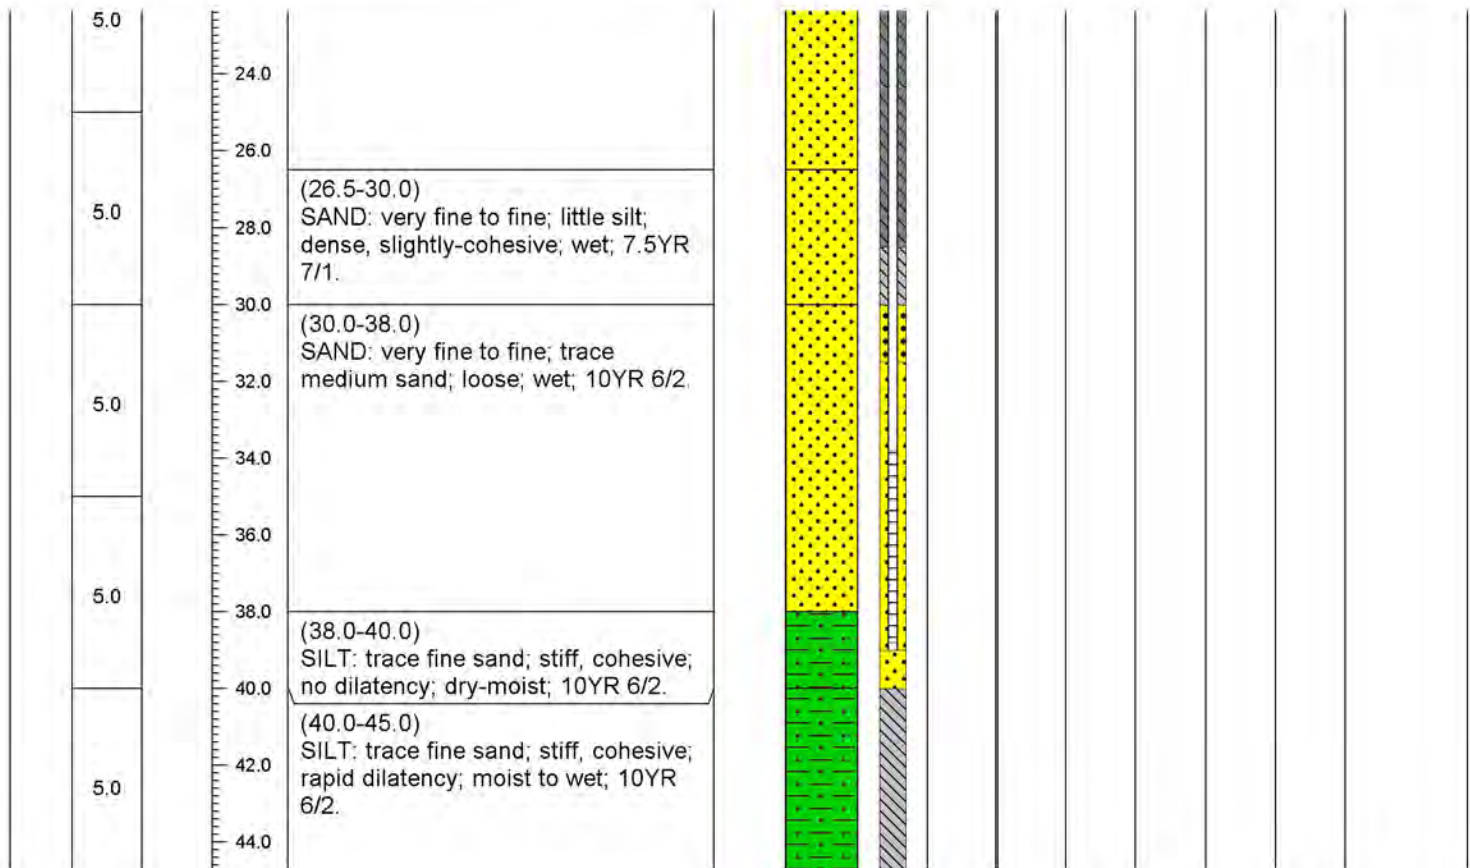 5.0
24.0
26.0
(26.5-30.0)
SAND: very fine to fine; little silt;
5.0
28.0
dense, slightly-cohesive; wet; 7.5YR
7/1.
30.0
(30.0-38.0)
SAND: very fine to fine; trace
32.0
medium sand; loose; wet; 10YR 6/2.
5.0
34.0
36.0
5.0
38.0
(38.0-40.0)
SILT: trace fine sand; stiff, cohesive;
40.0
no dilatency; dry-moist; 10YR 6/2.
(40.0-45.0)
SILT: trace fine sand; stiff, cohesive;
42.0
rapid dilatency; moist to wet; 10YR
5.0
6/2.
44.0